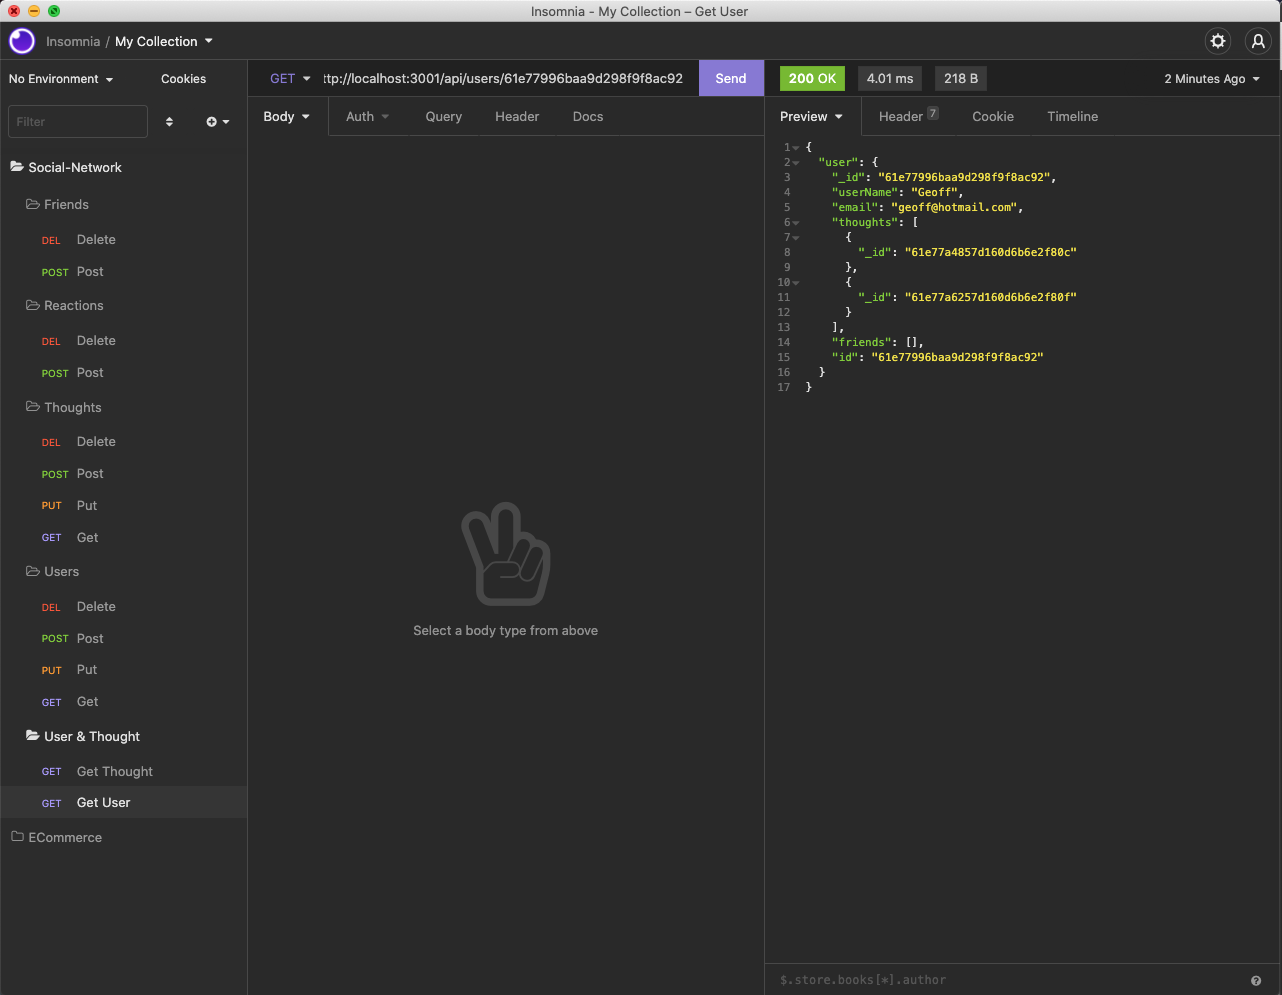 Insomnia - My Collection – Get User
Insomnia / My Collection
No Environment
Cookies
Filter
Social-Network
Friends
DEL Delete
POST Post
Reactions
DEL Delete
POST Post
Thoughts
DEL Delete
POST Post
PUT Put
GET Get
Users
DEL Delete
POST Post
PUT Put
GET Get
User & Thought
GET Get Thought
GET Get User
ECommerce
GET ttp://localhost:3001/api/users/61e77996baa9d298f9f8ac92 Send
Body Auth Query Header Docs
Select a body type from above
200 OK 4.01 ms 218 B 2 Minutes Ago
Preview Header 7 Cookie Timeline
1 {
2 "user": {
3 "_id": "61e77996baa9d298f9f8ac92",
4 "userName": "Geoff",
5 "email": "geoff@hotmail.com",
6 "thoughts": [
7 {
8 "_id": "61e77a4857d160d6b6e2f80c"
9 },
10 {
11 "_id": "61e77a6257d160d6b6e2f80f"
12 }
13 ],
14 "friends": [],
15 "id": "61e77996baa9d298f9f8ac92"
16 }
17 }
$.store.books[*].author